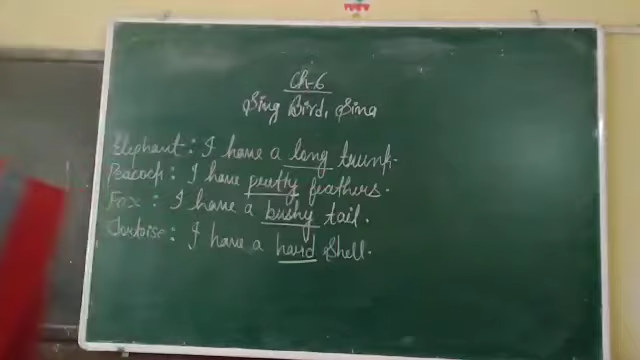 Ch-6
Sing Bird, Sing
Elephant: I have a long trunk.
Peacock: I have pretty feathers.
Fox: I have a bushy tail.
Tortoise: I have a hard shell.